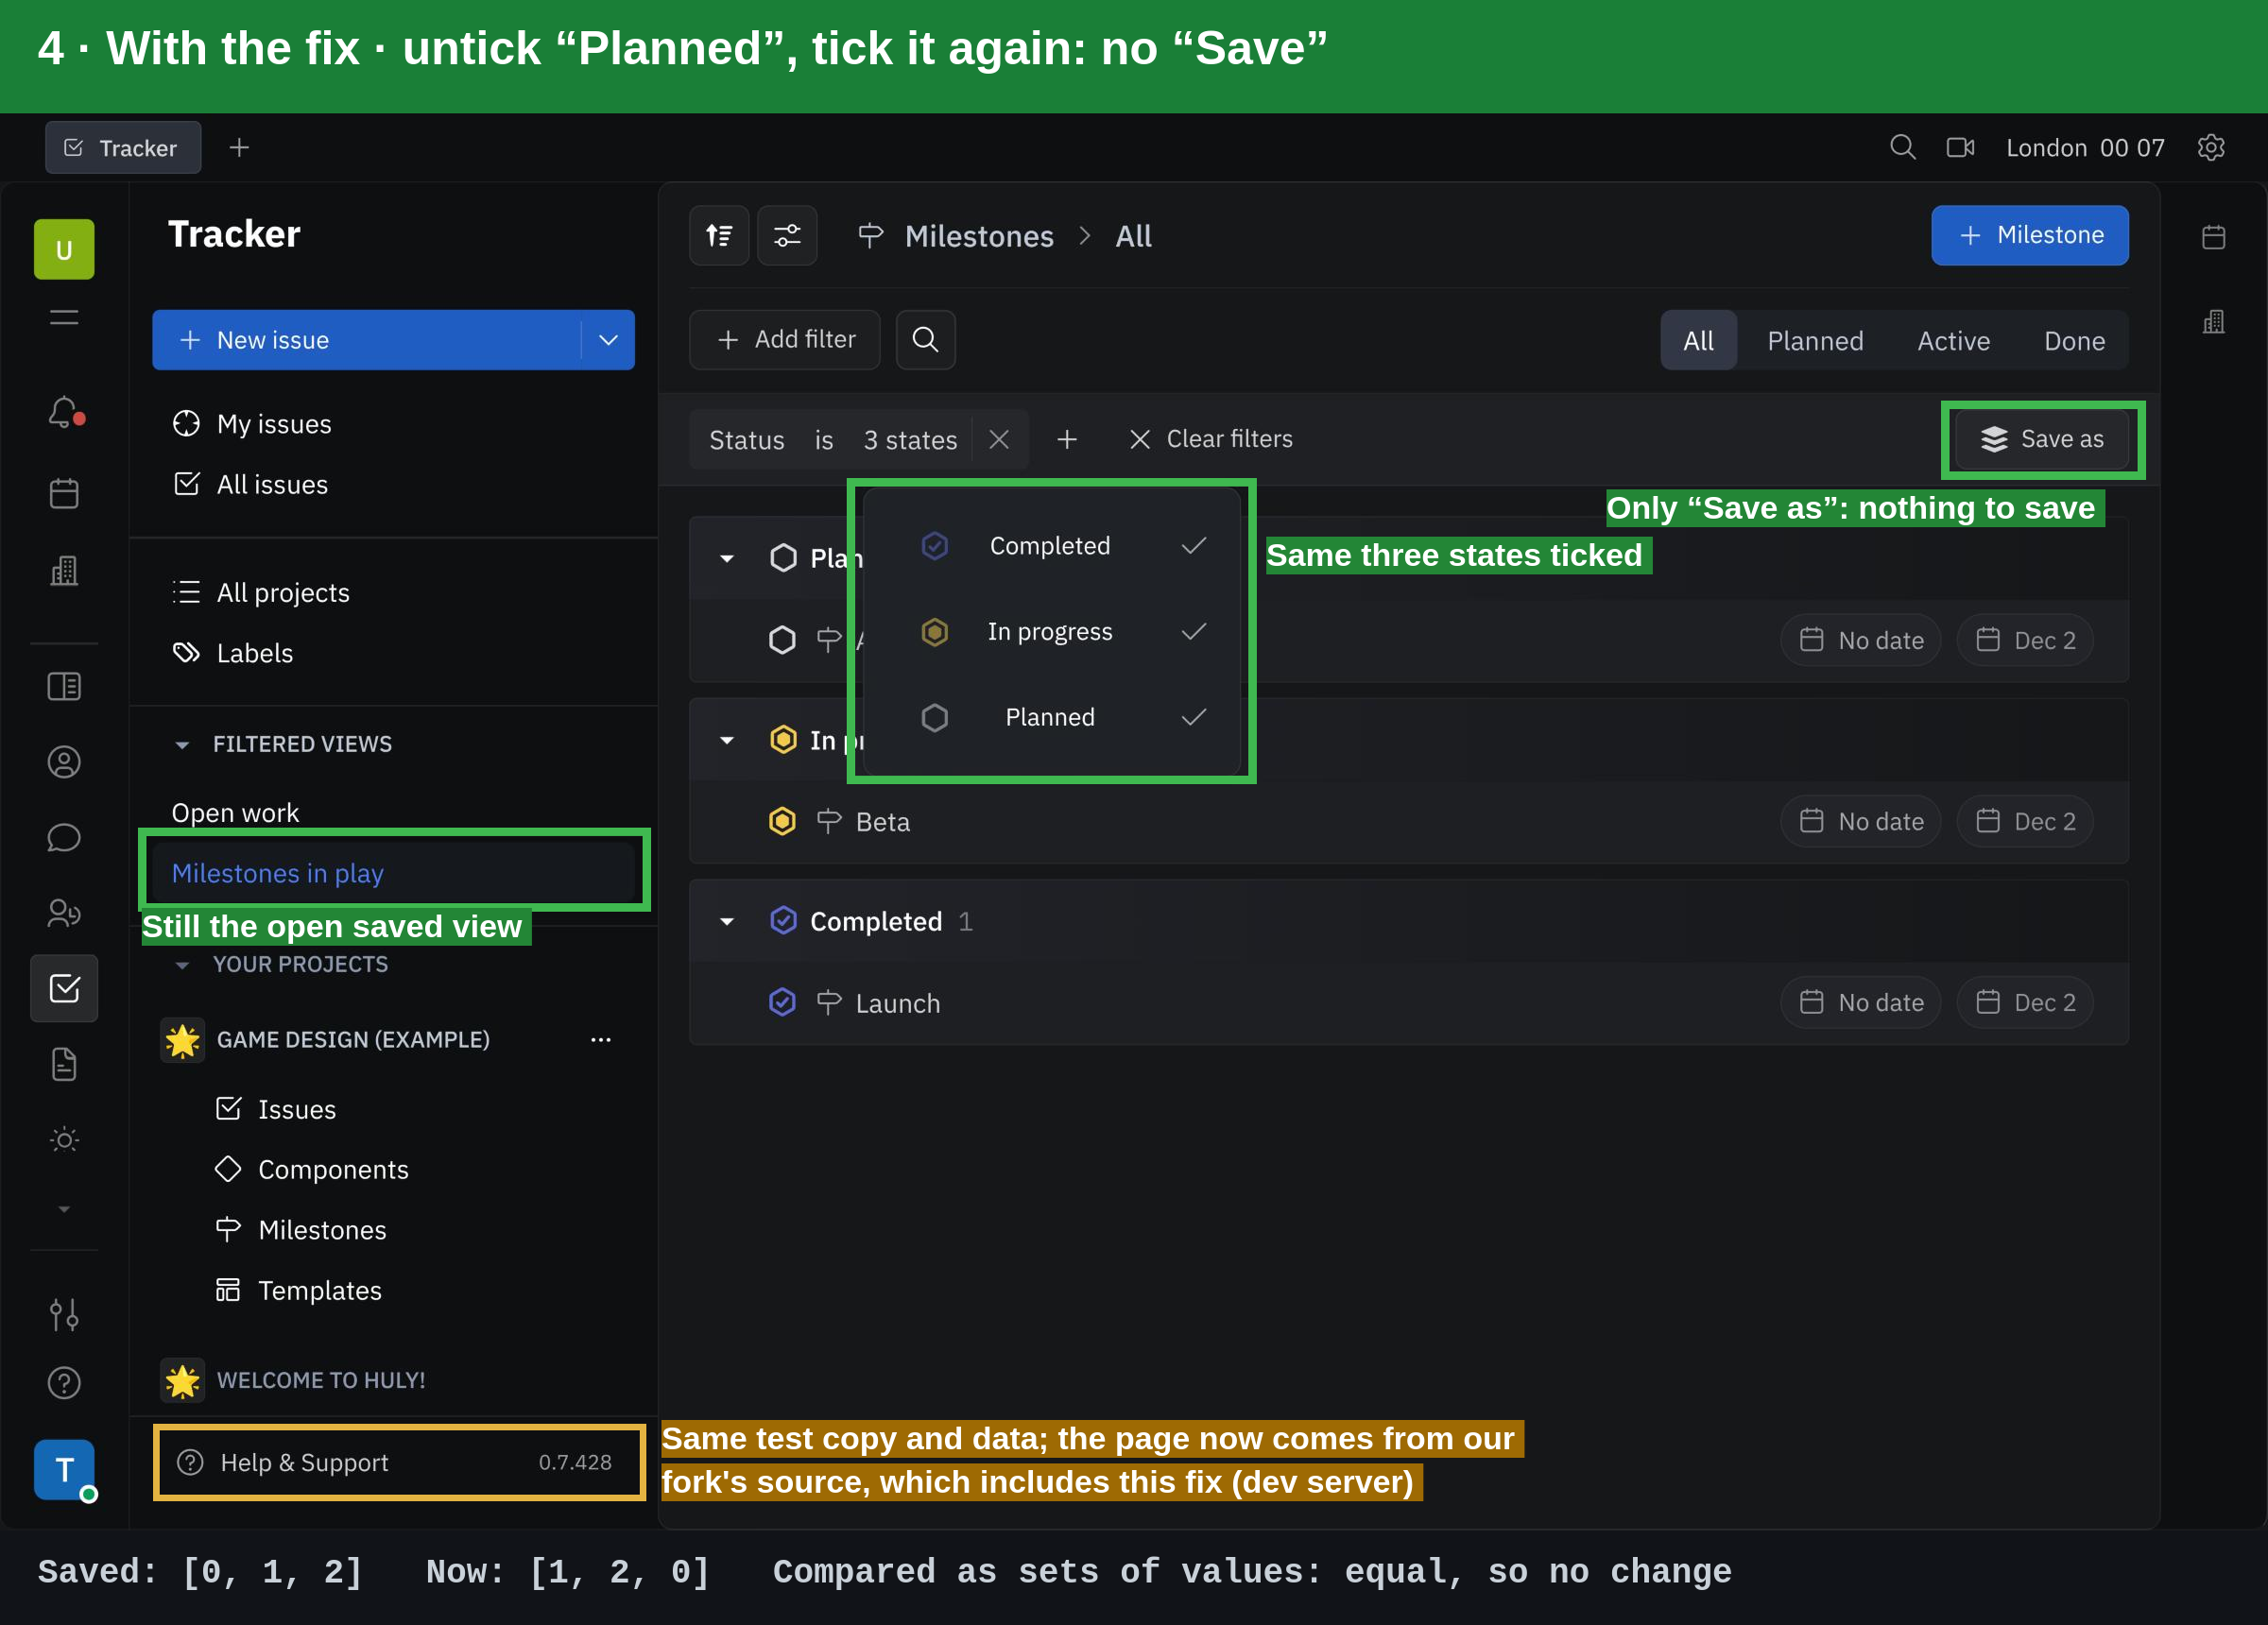 4 · With the fix · untick “Planned”, tick it again: no “Save”
Tracker
London 00 07
U
Tracker
New issue
My issues
All issues
All projects
Labels
FILTERED VIEWS
Open work
Milestones in play
Still the open saved view
YOUR PROJECTS
GAME DESIGN (EXAMPLE)
Issues
Components
Milestones
Templates
WELCOME TO HULY!
Help & Support 0.7.428
T
Milestones > All
Milestone
Add filter
All Planned Active Done
Status is 3 states
Clear filters
Save as
Only “Save as”: nothing to save
Same three states ticked
Completed
In progress
Planned
No date Dec 2
Beta No date Dec 2
Completed 1
Launch No date Dec 2
Same test copy and data; the page now comes from our
fork's source, which includes this fix (dev server)
Saved: [0, 1, 2] Now: [1, 2, 0] Compared as sets of values: equal, so no change